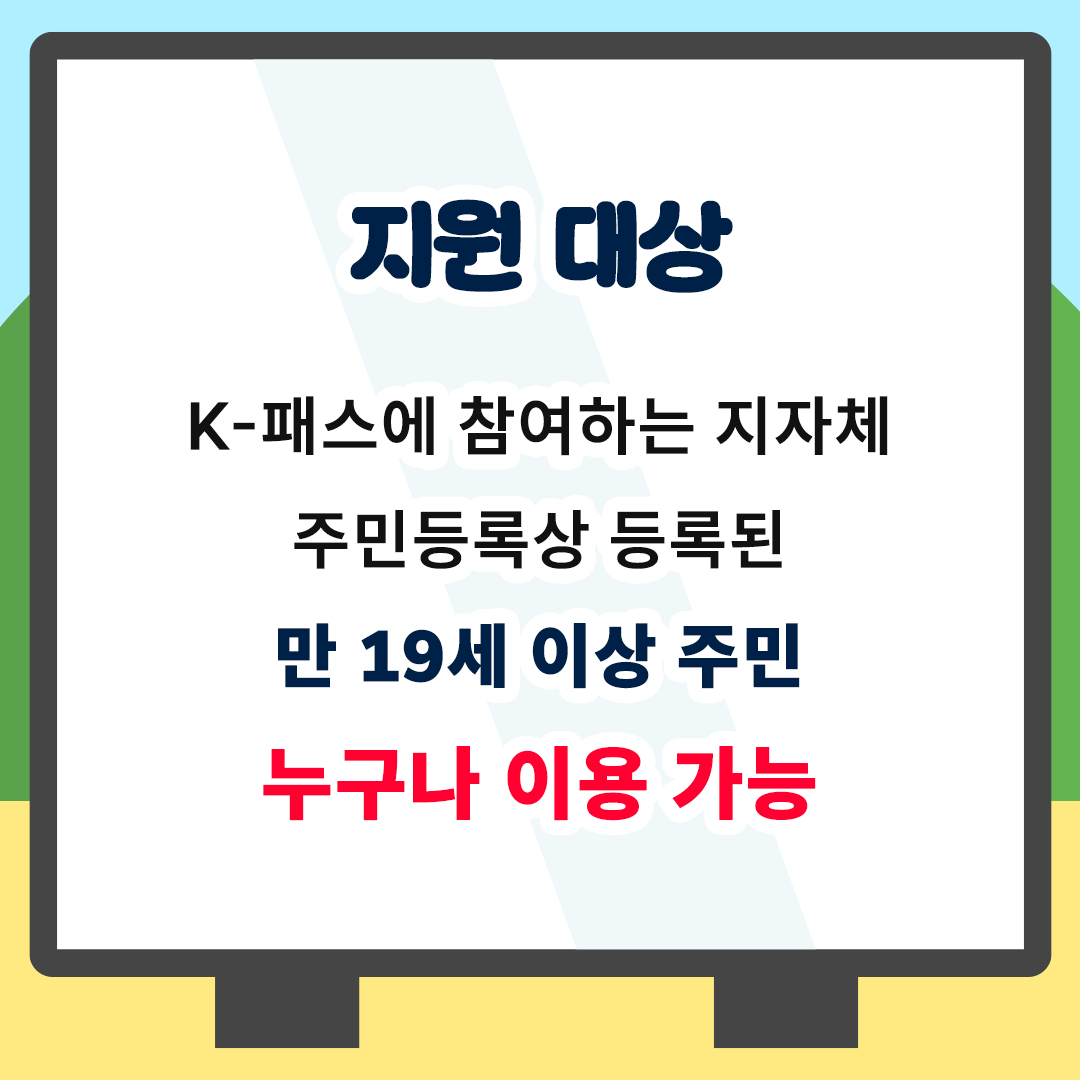 지원 대상
K-패스에 참여하는 지자체
주민등록상 등록된
만 19세 이상 주민
누구나 이용 가능